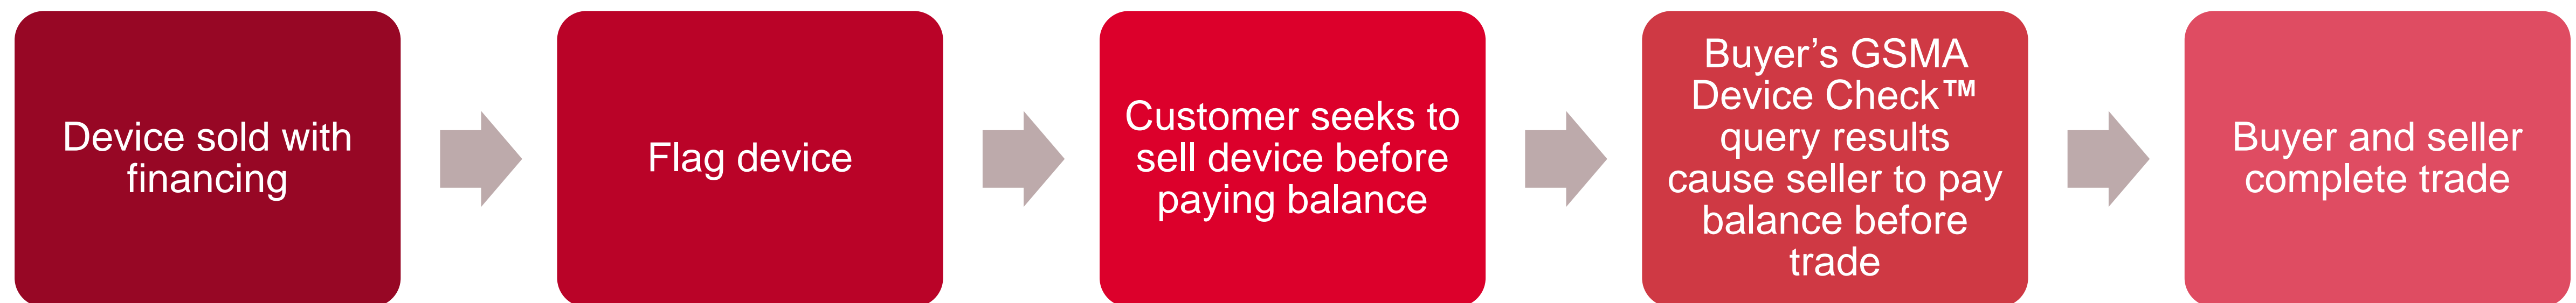 Device sold with
financing
Flag device
Customer seeks to
sell device before
paying balance
Buyer’s GSMA
Device Check™
query results
cause seller to pay
balance before
trade
Buyer and seller
complete trade